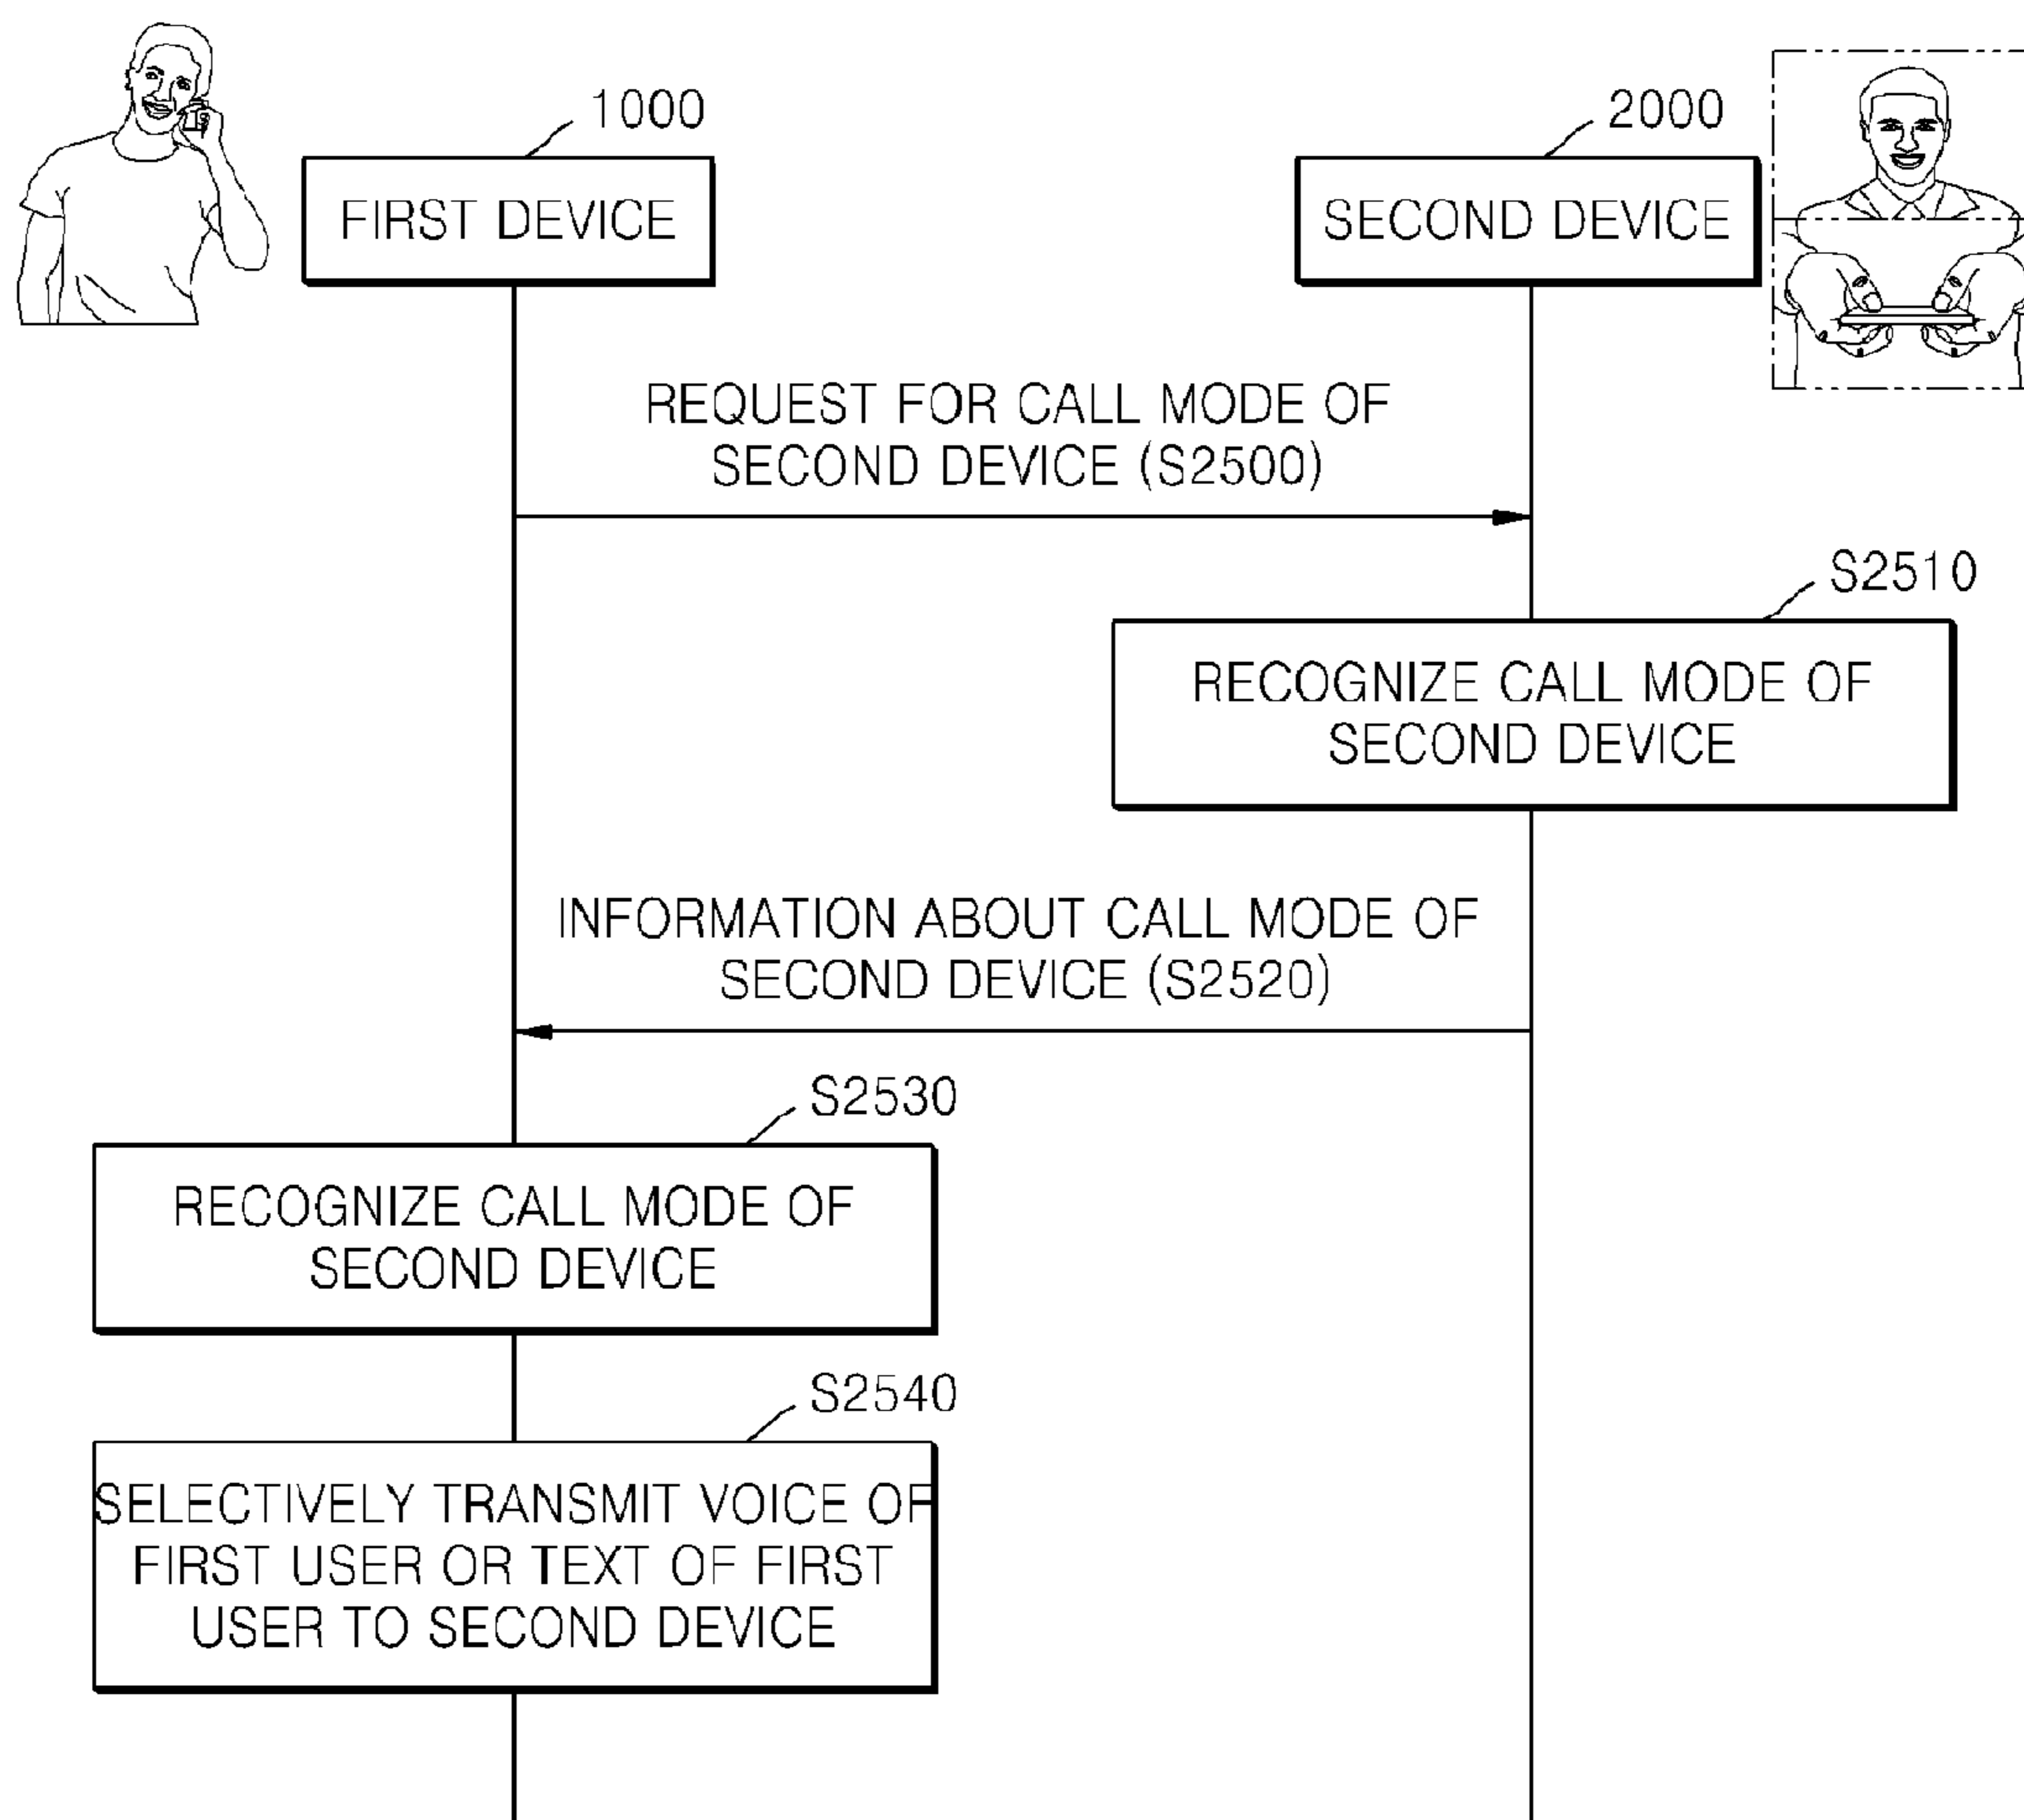 1000
2000
FIRST DEVICE
SECOND DEVICE
REQUEST FOR CALL MODE OF
SECOND DEVICE (S2500)
S2510
RECOGNIZE CALL MODE OF
SECOND DEVICE
INFORMATION ABOUT CALL MODE OF
SECOND DEVICE (S2520)
S2530
RECOGNIZE CALL MODE OF
SECOND DEVICE
S2540
SELECTIVELY TRANSMIT VOICE OF
FIRST USER OR TEXT OF FIRST
USER TO SECOND DEVICE